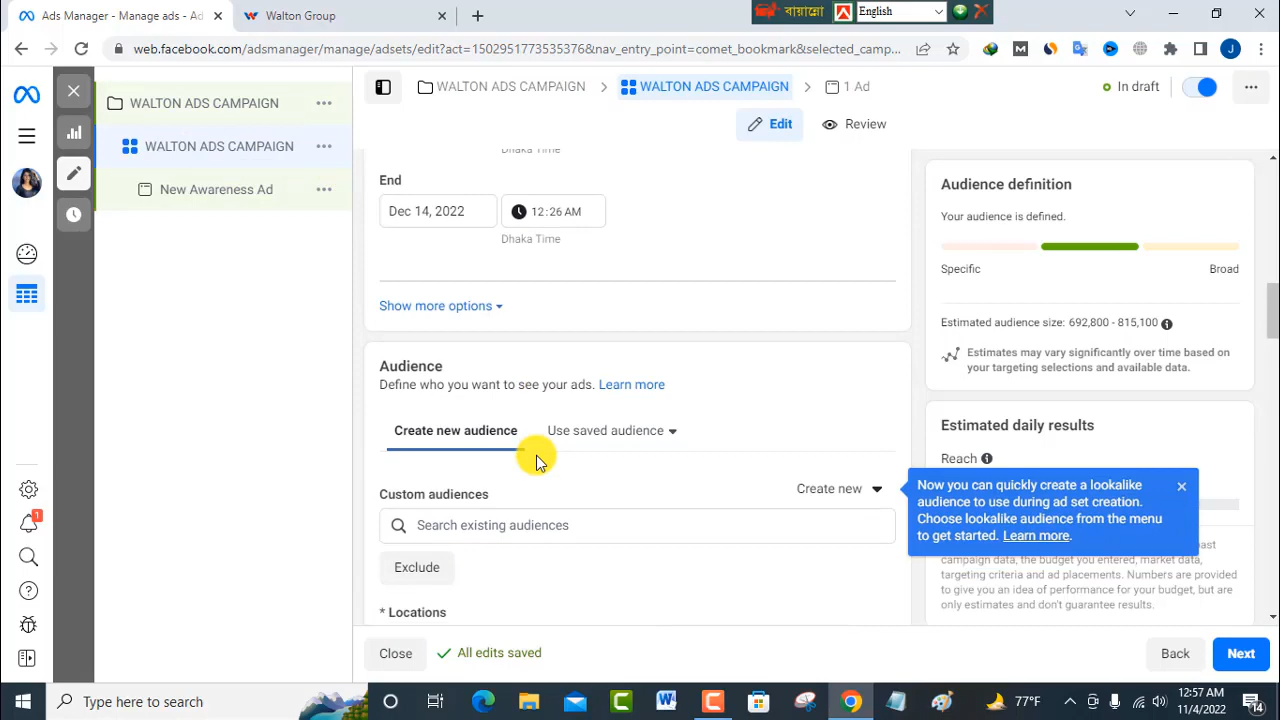 Ads Manager - Manage ads - A
Walton Group
বায়ান্নো
English
web.facebook.com/adsmanager/manage/adsets/edit?act=1502951773535376&nav_entry_point=comet_bookmark&selected_camp...
M
J
WALTON ADS CAMPAIGN
WALTON ADS CAMPAIGN
New Awareness Ad
1
WALTON ADS CAMPAIGN
WALTON ADS CAMPAIGN
1 Ad
In draft
Edit
Review
Dhaka Time
End
Dec 14, 2022
12:26 AM
Dhaka Time
Show more options
Audience
Define who you want to see your ads. Learn more
Create new audience
Use saved audience
Custom audiences
Create new
Search existing audiences
Exclude
* Locations
Close
All edits saved
Back
Next
Audience definition
Your audience is defined.
Specific
Broad
Estimated audience size: 692,800 - 815,100
Estimates may vary significantly over time based on
your targeting selections and available data.
Estimated daily results
Reach
Now you can quickly create a lookalike
audience to use during ad set creation.
Choose lookalike audience from the menu
to get started. Learn more.
past
campaign data, the budget you entered, market data,
targeting criteria and ad placements. Numbers are provided
to give you an idea of performance for your budget, but are
only estimates and don't guarantee results.
Type here to search
77°F
12:57 AM
11/4/2022
14